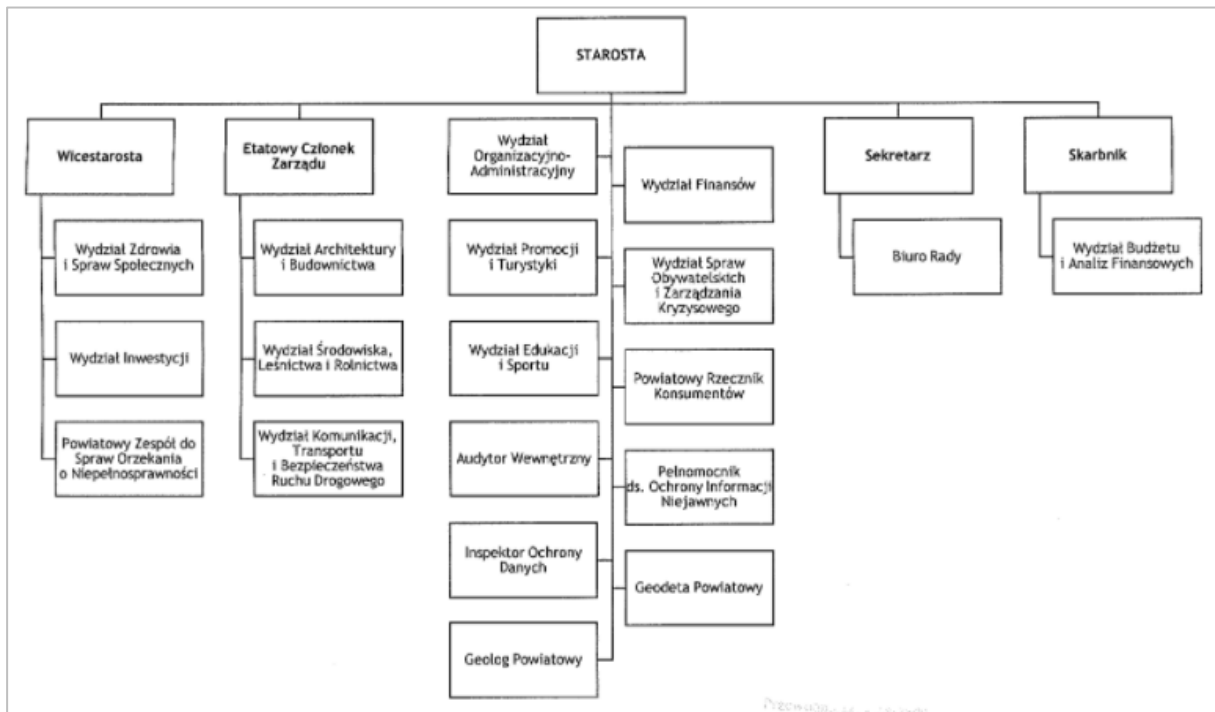 STAROSTA
Wicestarosta
Etatowy Członek
Zarządu
Wydział
Organizacyjno-
Administracyjny
Wydział Finansów
Sekretarz
Skarbnik
Wydział Zdrowia
i Spraw Społecznych
Wydział Architektury
i Budownictwa
Wydział Promocji
i Turystyki
Wydział Spraw
Obywatelskich
i Zarządzania
Kryzysowego
Biuro Rady
Wydział Budżetu
i Analiz Finansowych
Wydział Inwestycji
Wydział Środowiska,
Leśnictwa i Rolnictwa
Wydział Edukacji
i Sportu
Powiatowy Rzecznik
Konsumentów
Powiatowy Zespół do
Spraw Orzekania
o Niepełnosprawności
Wydział Komunikacji,
Transportu
i Bezpieczeństwa
Ruchu Drogowego
Audytor Wewnętrzny
Pełnomocnik
ds. Ochrony Informacji
Niejawnych
Inspektor Ochrony
Danych
Geodeta Powiatowy
Geolog Powiatowy